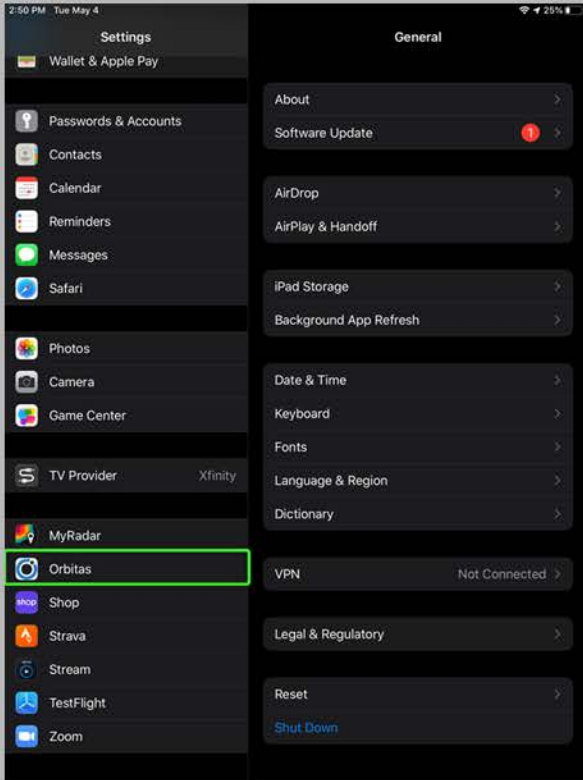 2:50 PM Tue May 4
25%
Settings
Wallet & Apple Pay
Passwords & Accounts
Contacts
Calendar
Reminders
Messages
Safari
Photos
Camera
Game Center
TV Provider Xfinity
MyRadar
Orbitas
shop Shop
Strava
Stream
TestFlight
Zoom
General
About
Software Update 1
AirDrop
AirPlay & Handoff
iPad Storage
Background App Refresh
Date & Time
Keyboard
Fonts
Language & Region
Dictionary
VPN Not Connected
Legal & Regulatory
Reset
Shut Down